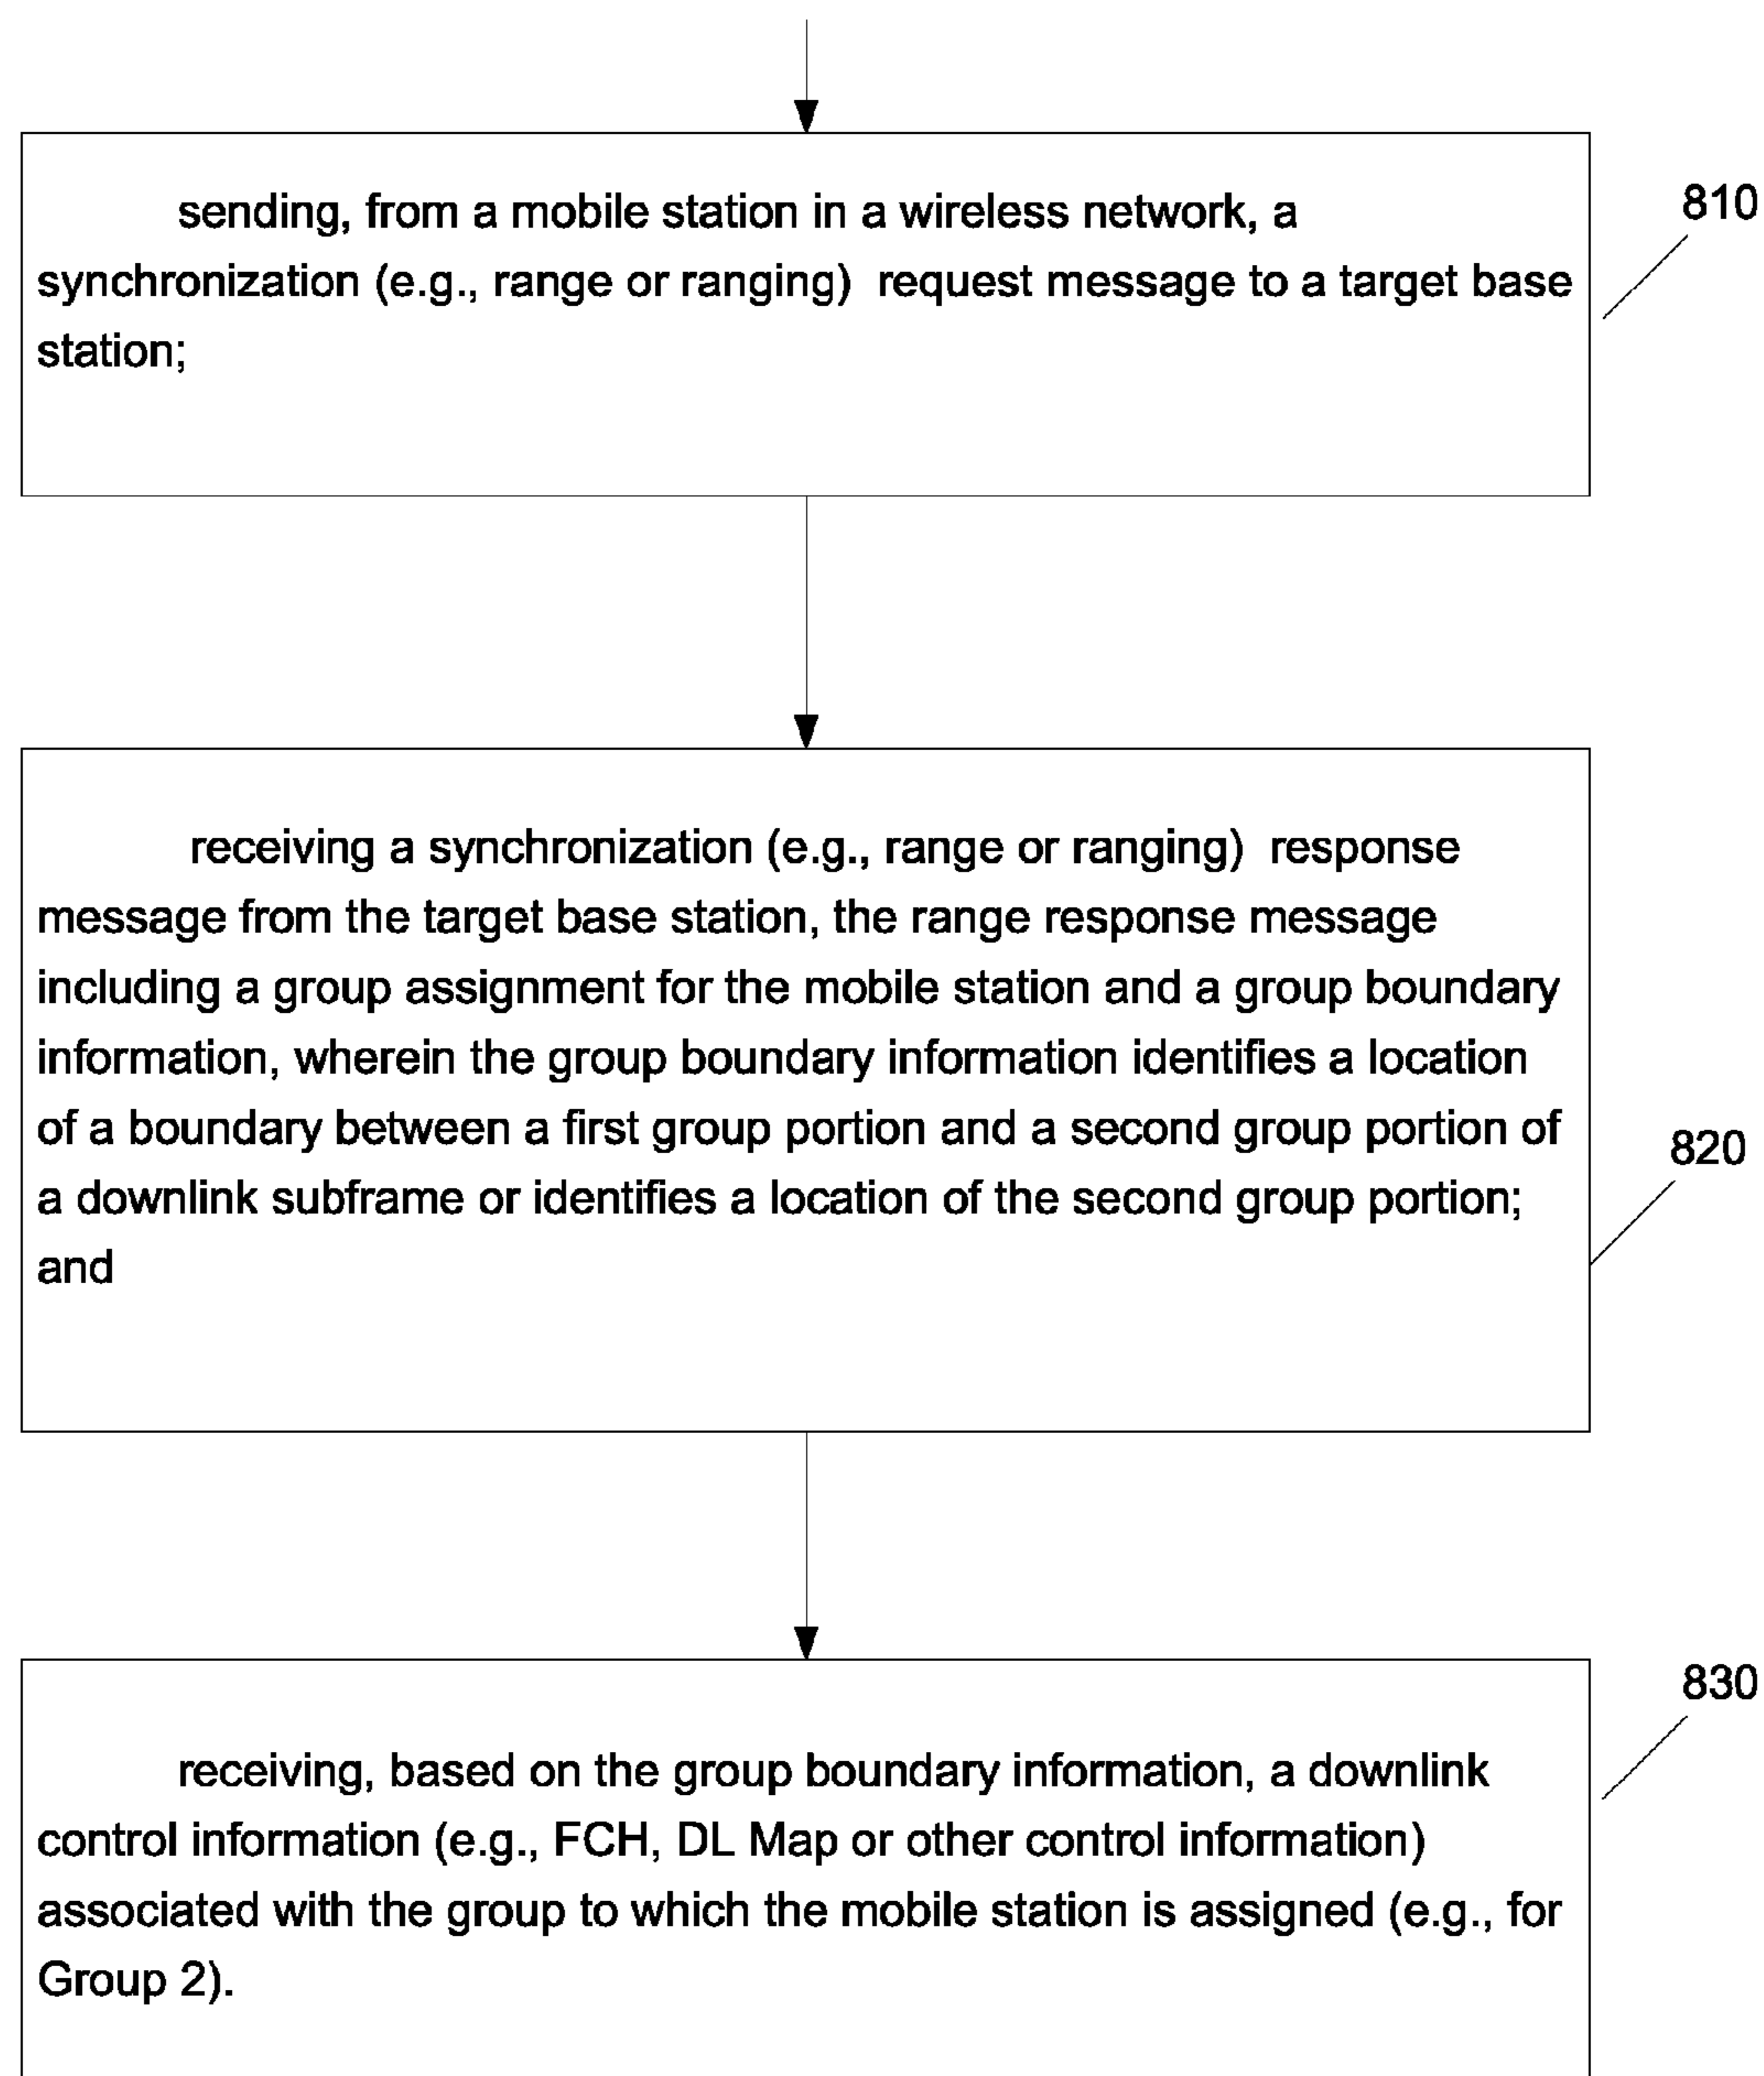 sending, from a mobile station in a wireless network, a
810
synchronization (e.g., range or ranging) request message to a target base
station;
receiving a synchronization (e.g., range or ranging) response
message from the target base station, the range response message
including a group assignment for the mobile station and a group boundary
information, wherein the group boundary information identifies a location
of a boundary between a first group portion and a second group portion of
820
a downlink subframe or identifies a location of the second group portion;
and
830
receiving, based on the group boundary information, a downlink
control information (e.g., FCH, DL Map or other control information)
associated with the group to which the mobile station is assigned (e.g., for
Group 2).